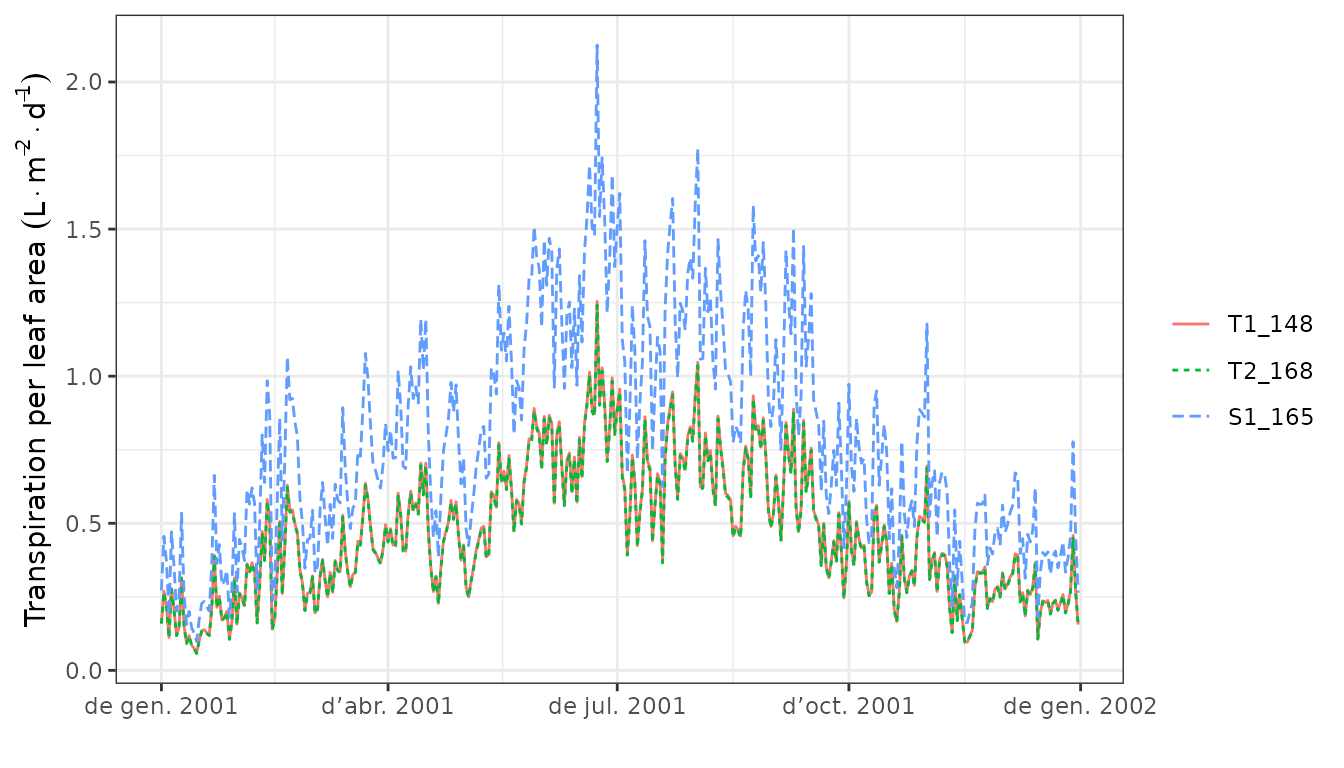 Transpiration per leaf area (L · m⁻² · d⁻¹)
2.0
1.5
1.0
0.5
0.0
de gen. 2001
d’abr. 2001
de jul. 2001
d’oct. 2001
de gen. 2002
T1_148
T2_168
S1_165